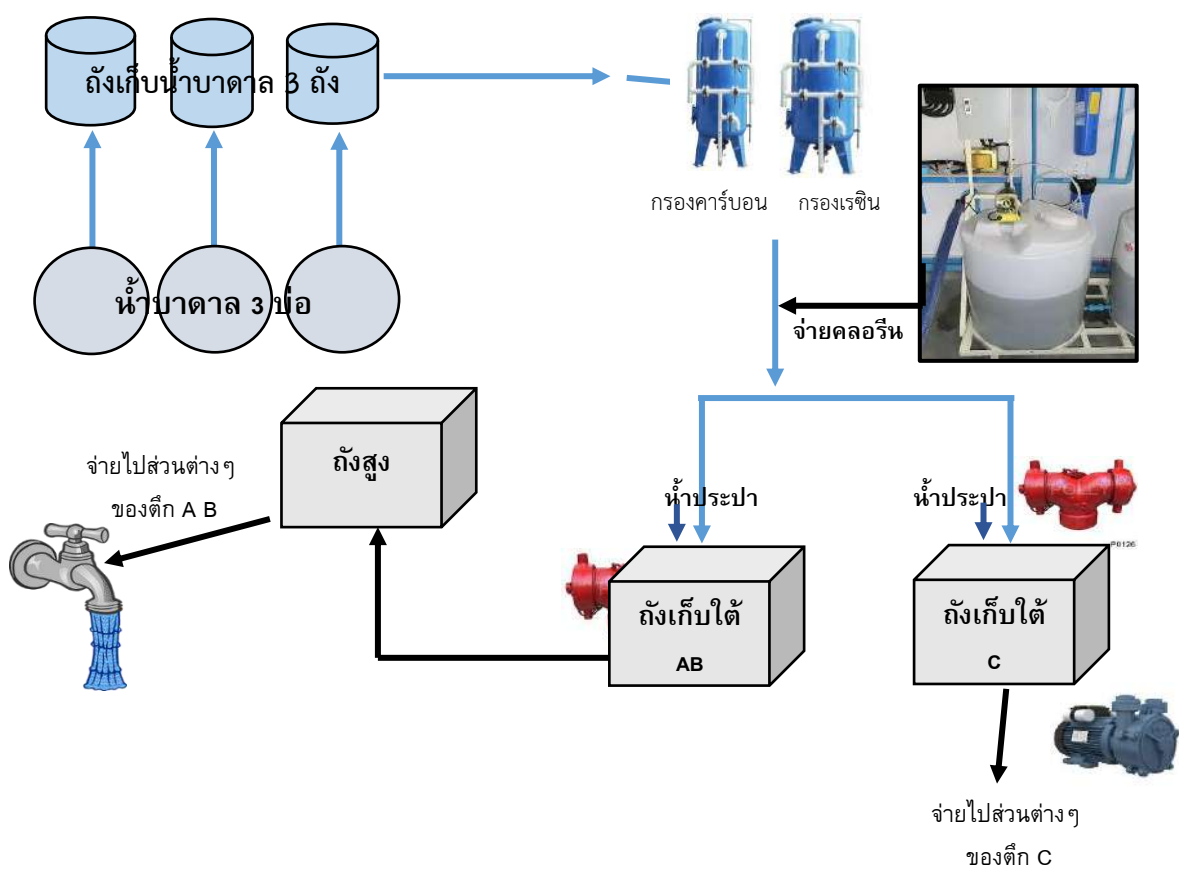 ถังเก็บน้ำบาดาล 3 ถัง
กรองคาร์บอน
กรองเรซิน
น้ำบาดาล 3 บ่อ
จ่ายคลอรีน
ถังสูง
จ่ายไปส่วนต่างๆ
ของตึก A B
น้ำประปา
น้ำประปา
P0126
ถังเก็บใต้
AB
ถังเก็บใต้
C
จ่ายไปส่วนต่างๆ
ของตึก C